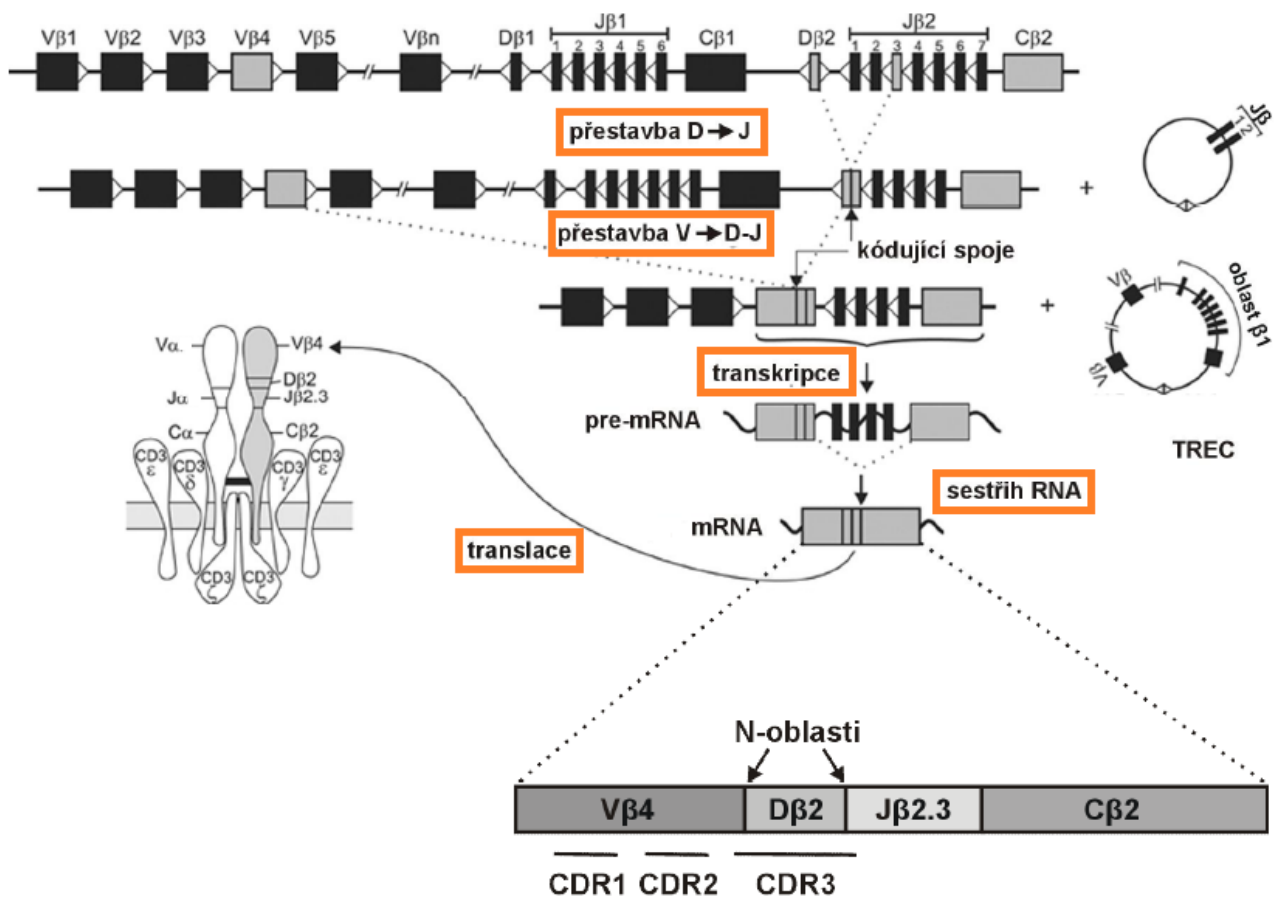 Jβ1 Jβ2
Vβ1 Vβ2 Vβ3 Vβ4 Vβ5 Vβn Dβ1 1 2 3 4 5 6 Cβ1 Dβ2 1 2 3 4 5 6 7 Cβ2
přestavba D→J
Jβ
1 2
+
přestavba V→D-J
kódující spoje
+
Vβ
oblast β1
Vβ
Vα. Vβ4
Dβ2
Jα Jβ2.3
Cα Cβ2
CD3 ε
CD3 δ
CD3 γ
CD3 ε
CD3 ζ
CD3 ζ
transkripce
pre-mRNA
TREC
sestřih RNA
mRNA
translace
N-oblasti
Vβ4 Dβ2 Jβ2.3 Cβ2
CDR1 CDR2 CDR3